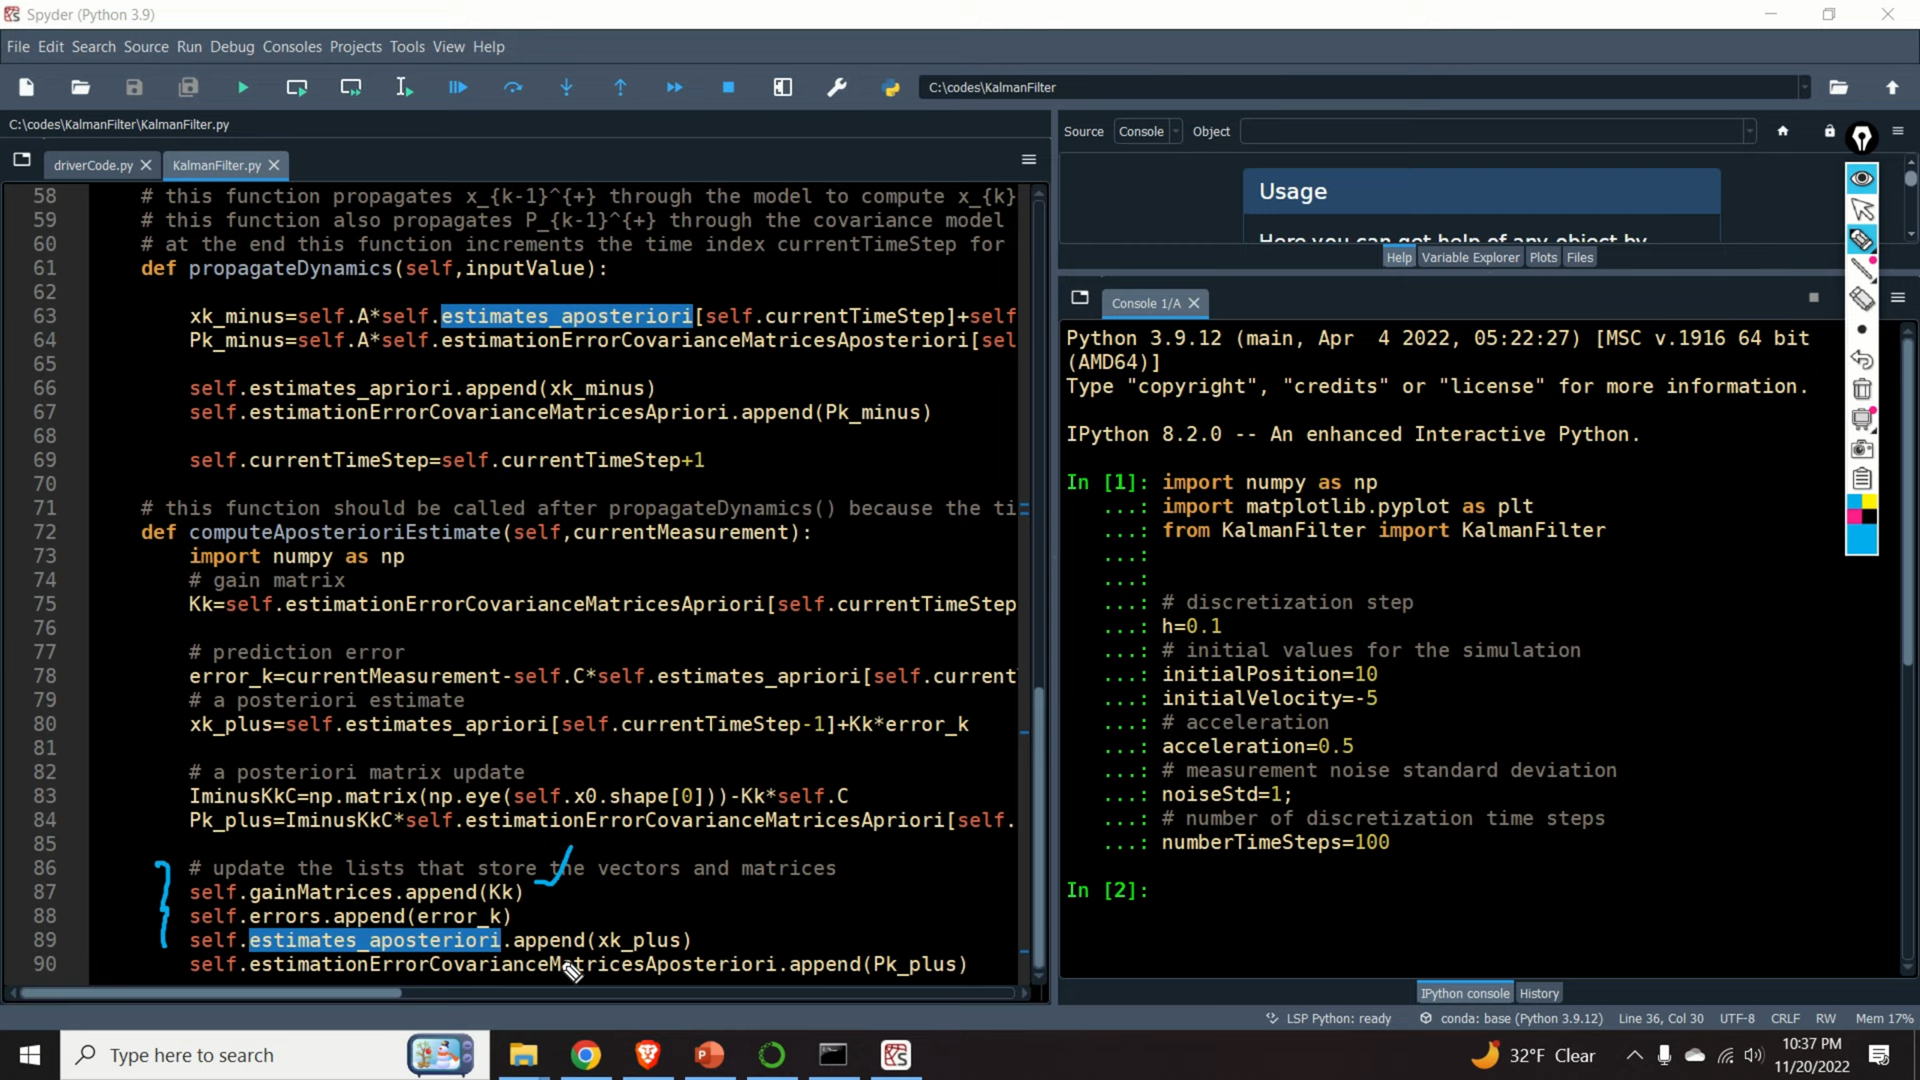 Spyder (Python 3.9)
File Edit Search Source Run Debug Consoles Projects Tools View Help
C:\codes\KalmanFilter
C:\codes\KalmanFilter\KalmanFilter.py
driverCode.py
KalmanFilter.py
58 # this function propagates x_{k-1}^{+} through the model to compute x_{k}
59 # this function also propagates P_{k-1}^{+} through the covariance model
60 # at the end this function increments the time index currentTimeStep for
61 def propagateDynamics(self,inputValue):
62
63 xk_minus=self.A*self.estimates_aposteriori[self.currentTimeStep]+self
64 Pk_minus=self.A*self.estimationErrorCovarianceMatricesAposteriori[sel
65
66 self.estimates_apriori.append(xk_minus)
67 self.estimationErrorCovarianceMatricesApriori.append(Pk_minus)
68
69 self.currentTimeStep=self.currentTimeStep+1
70
71 # this function should be called after propagateDynamics() because the ti
72 def computeAposterioriEstimate(self,currentMeasurement):
73 import numpy as np
74 # gain matrix
75 Kk=self.estimationErrorCovarianceMatricesApriori[self.currentTimeStep
76
77 # prediction error
78 error_k=currentMeasurement-self.C*self.estimates_apriori[self.current
79 # a posteriori estimate
80 xk_plus=self.estimates_apriori[self.currentTimeStep-1]+Kk*error_k
81
82 # a posteriori matrix update
83 IminusKkC=np.matrix(np.eye(self.x0.shape[0]))-Kk*self.C
84 Pk_plus=IminusKkC*self.estimationErrorCovarianceMatricesApriori[self.
85
86 # update the lists that store the vectors and matrices
87 self.gainMatrices.append(Kk)
88 self.errors.append(error_k)
89 self.estimates_aposteriori.append(xk_plus)
90 self.estimationErrorCovarianceMatricesAposteriori.append(Pk_plus)
Source Console Object
Usage
Here you can get help of any object by
Help Variable Explorer Plots Files
Console 1/A
Python 3.9.12 (main, Apr 4 2022, 05:22:27) [MSC v.1916 64 bit
(AMD64)]
Type "copyright", "credits" or "license" for more information.
IPython 8.2.0 -- An enhanced Interactive Python.
In [1]: import numpy as np
...: import matplotlib.pyplot as plt
...: from KalmanFilter import KalmanFilter
...:
...:
...: # discretization step
...: h=0.1
...: # initial values for the simulation
...: initialPosition=10
...: initialVelocity=-5
...: # acceleration
...: acceleration=0.5
...: # measurement noise standard deviation
...: noiseStd=1;
...: # number of discretization time steps
...: numberTimeSteps=100
In [2]:
IPython console History
LSP Python: ready conda: base (Python 3.9.12) Line 36, Col 30 UTF-8 CRLF RW Mem 17%
Type here to search
32°F Clear
10:37 PM
11/20/2022